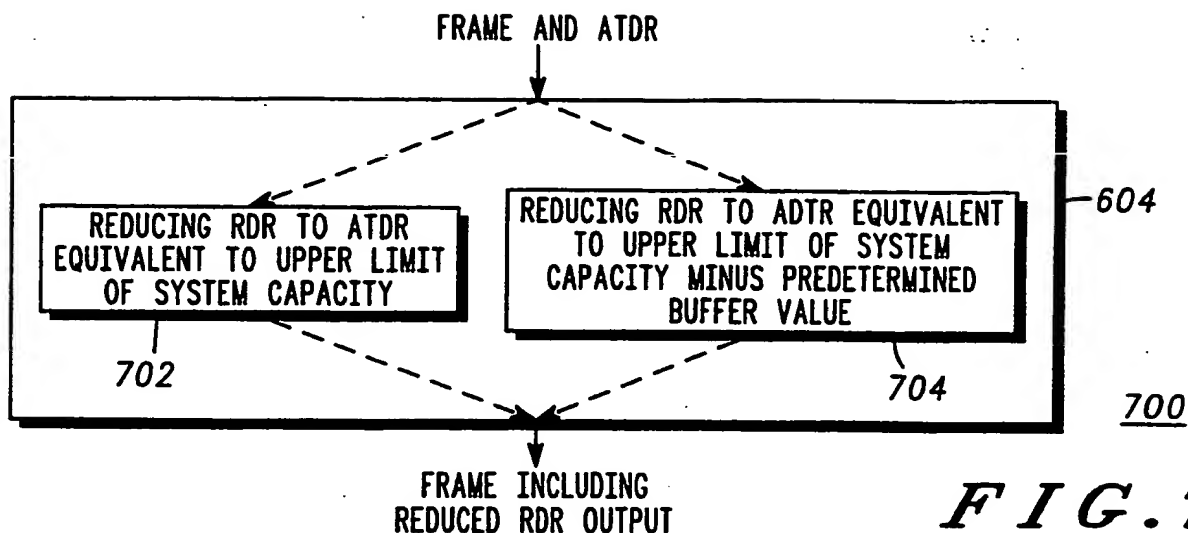 FRAME AND ATDR
REDUCING RDR TO ATDR
EQUIVALENT TO UPPER LIMIT
OF SYSTEM CAPACITY
REDUCING RDR TO ADTR EQUIVALENT
TO UPPER LIMIT OF SYSTEM
CAPACITY MINUS PREDETERMINED
BUFFER VALUE
604
702
704
700
FRAME INCLUDING
REDUCED RDR OUTPUT
FIG.